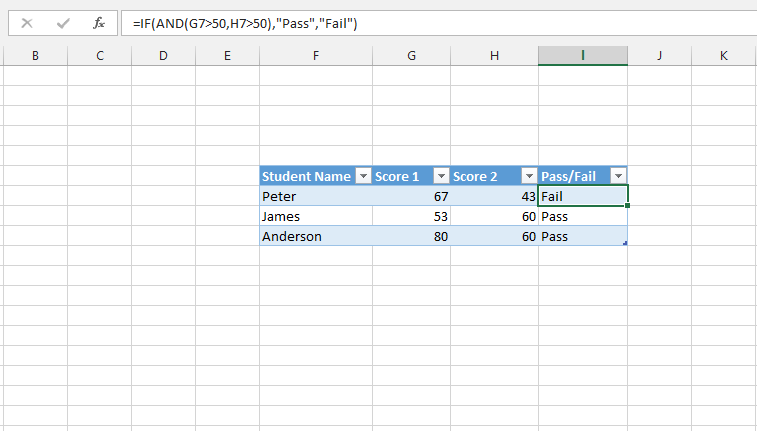 =IF(AND(G7>50,H7>50),"Pass","Fail")
B C D E F G H I J K
Student Name Score 1 Score 2 Pass/Fail
Peter 67 43 Fail
James 53 60 Pass
Anderson 80 60 Pass